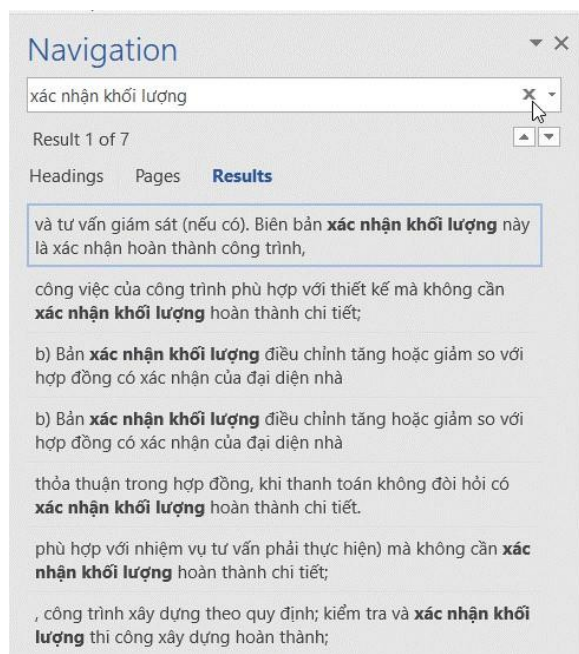 Navigation
xác nhận khối lượng
Result 1 of 7
Headings Pages Results
và tư vấn giám sát (nếu có). Biên bản xác nhận khối lượng này
là xác nhận hoàn thành công trình,
công việc của công trình phù hợp với thiết kế mà không cần
xác nhận khối lượng hoàn thành chi tiết;
b) Bản xác nhận khối lượng điều chỉnh tăng hoặc giảm so với
hợp đồng có xác nhận của đại diện nhà
b) Bản xác nhận khối lượng điều chỉnh tăng hoặc giảm so với
hợp đồng có xác nhận của đại diện nhà
thỏa thuận trong hợp đồng, khi thanh toán không đòi hỏi có
xác nhận khối lượng hoàn thành chi tiết.
phù hợp với nhiệm vụ tư vấn phải thực hiện) mà không cần xác
nhận khối lượng hoàn thành chi tiết;
, công trình xây dựng theo quy định; kiểm tra và xác nhận khối
lượng thi công xây dựng hoàn thành;